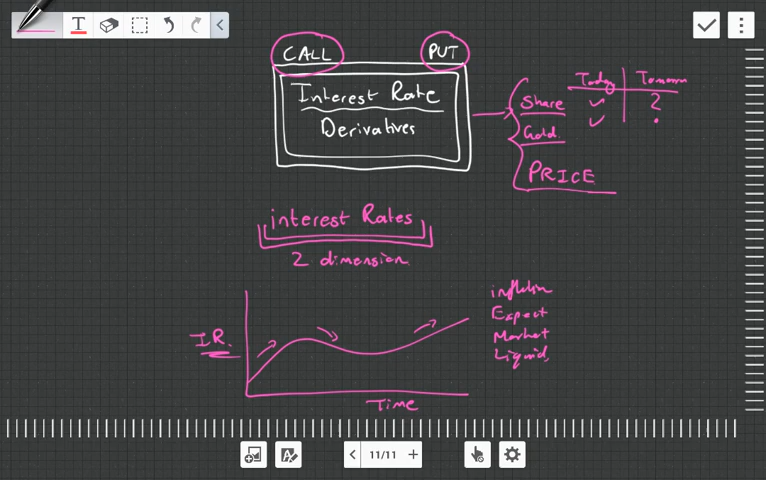 CALL PUT
Interest Rate
Derivatives
Today Tomorrow
Share ✓ ?
Gold ✓
PRICE
interest Rates
2 dimension
inflation
Expect
Market
Liquid
I.R.
Time
T
11/11